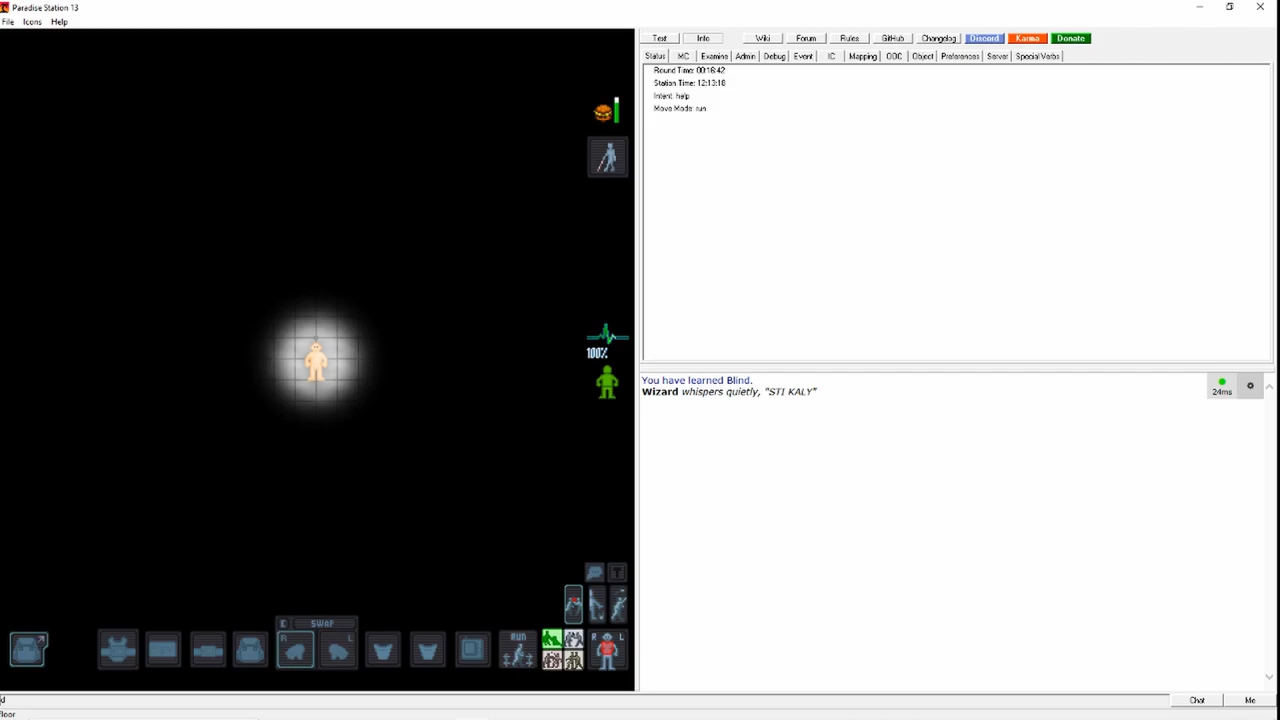 Paradise Station 13
File Icons Help
Text Info Wiki Forum Rules GitHub Changelog Discord Karma Donate
Status MC Examine Admin Debug Event IC Mapping OOC Object Preferences Server Special Verbs
Round Time: 00:16:42
Station Time: 12:13:18
Intent: help
Move Mode: run
100%
You have learned Blind.
Wizard whispers quietly, "STI KALY"
24ms
SWAP
R L
RUN
R L
Chat Me
floor